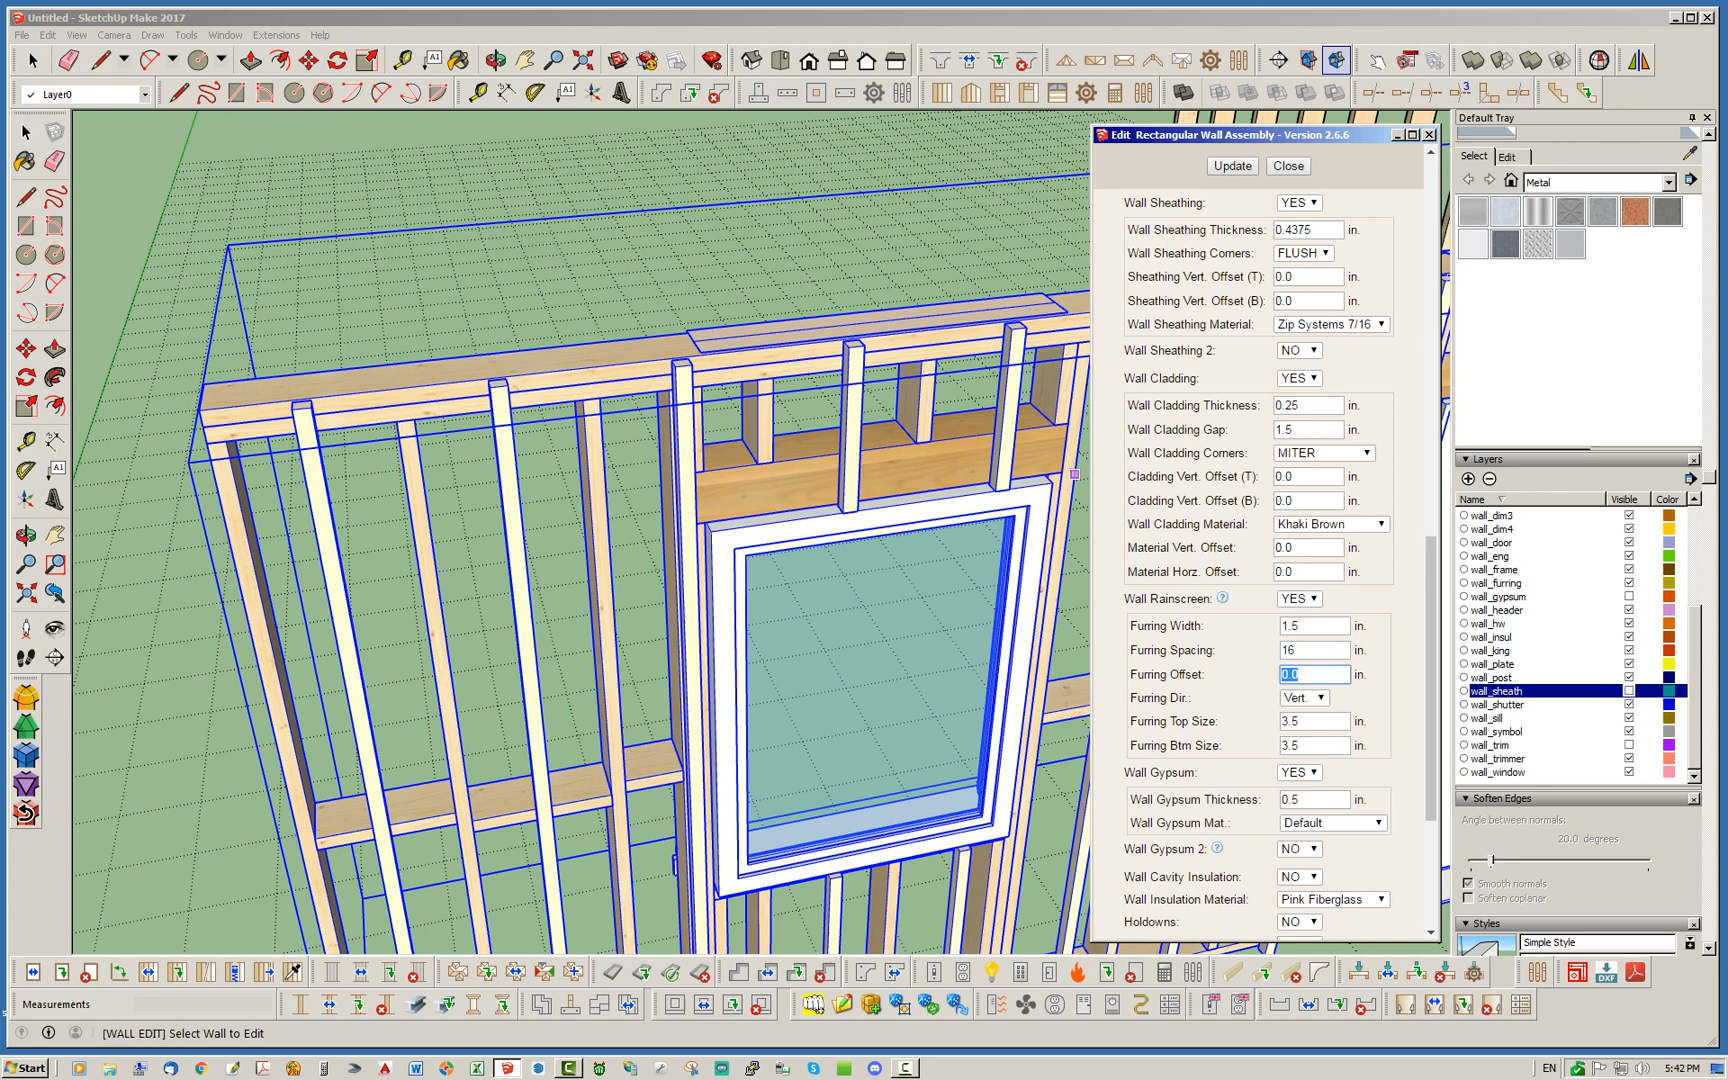 Untitled - SketchUp Make 2017
File Edit View Camera Draw Tools Window Extensions Help
Layer0
Default Tray
Select Edit
Metal
Edit Rectangular Wall Assembly - Version 2.6.6
Update Close
Wall Sheathing: YES
Wall Sheathing Thickness: 0.4375 in.
Wall Sheathing Corners: FLUSH
Sheathing Vert. Offset (T): 0.0 in.
Sheathing Vert. Offset (B): 0.0 in.
Wall Sheathing Material: Zip Systems 7/16
Wall Sheathing 2: NO
Wall Cladding: YES
Wall Cladding Thickness: 0.25 in.
Wall Cladding Gap: 1.5 in.
Wall Cladding Corners: MITER
Cladding Vert. Offset (T): 0.0 in.
Cladding Vert. Offset (B): 0.0 in.
Wall Cladding Material: Khaki Brown
Material Vert. Offset: 0.0 in.
Material Horz. Offset: 0.0 in.
Wall Rainscreen: YES
Furring Width: 1.5 in.
Furring Spacing: 16 in.
Furring Offset: 0.0 in.
Furring Dir.: Vert.
Furring Top Size: 3.5 in.
Furring Btm Size: 3.5 in.
Wall Gypsum: YES
Wall Gypsum Thickness: 0.5 in.
Wall Gypsum Mat.: Default
Wall Gypsum 2: NO
Wall Cavity Insulation: NO
Wall Insulation Material: Pink Fiberglass
Holdowns: NO
Layers
Name Visible Color
wall_dim3
wall_dim4
wall_door
wall_eng
wall_frame
wall_furring
wall_gypsum
wall_header
wall_hw
wall_insul
wall_king
wall_plate
wall_post
wall_sheath
wall_shutter
wall_sill
wall_symbol
wall_trim
wall_trimmer
wall_window
Soften Edges
Angle between normals:
20.0 degrees
Smooth normals
Soften coplanar
Styles
Simple Style
Measurements
[WALL EDIT] Select Wall to Edit
Start
EN
5:42 PM